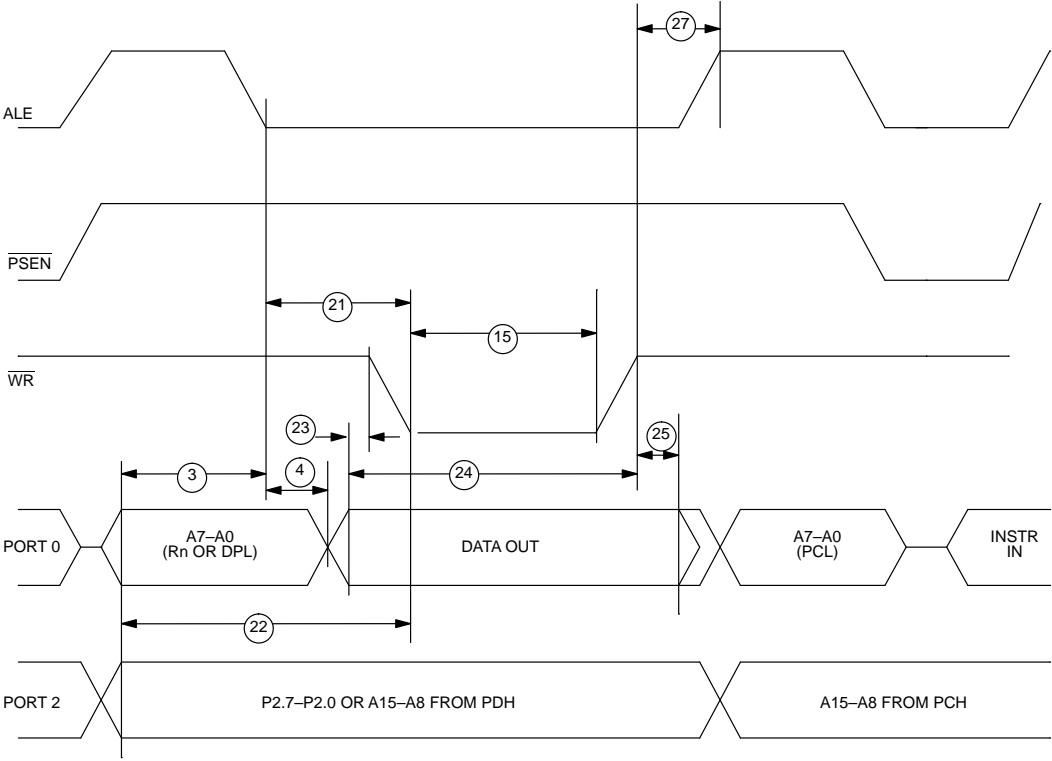 27
ALE
PSEN
21
15
WR
23
25
3
4
24
PORT 0
A7–A0
(Rn OR DPL)
DATA OUT
A7–A0
(PCL)
INSTR
IN
22
PORT 2
P2.7–P2.0 OR A15–A8 FROM PDH
A15–A8 FROM PCH